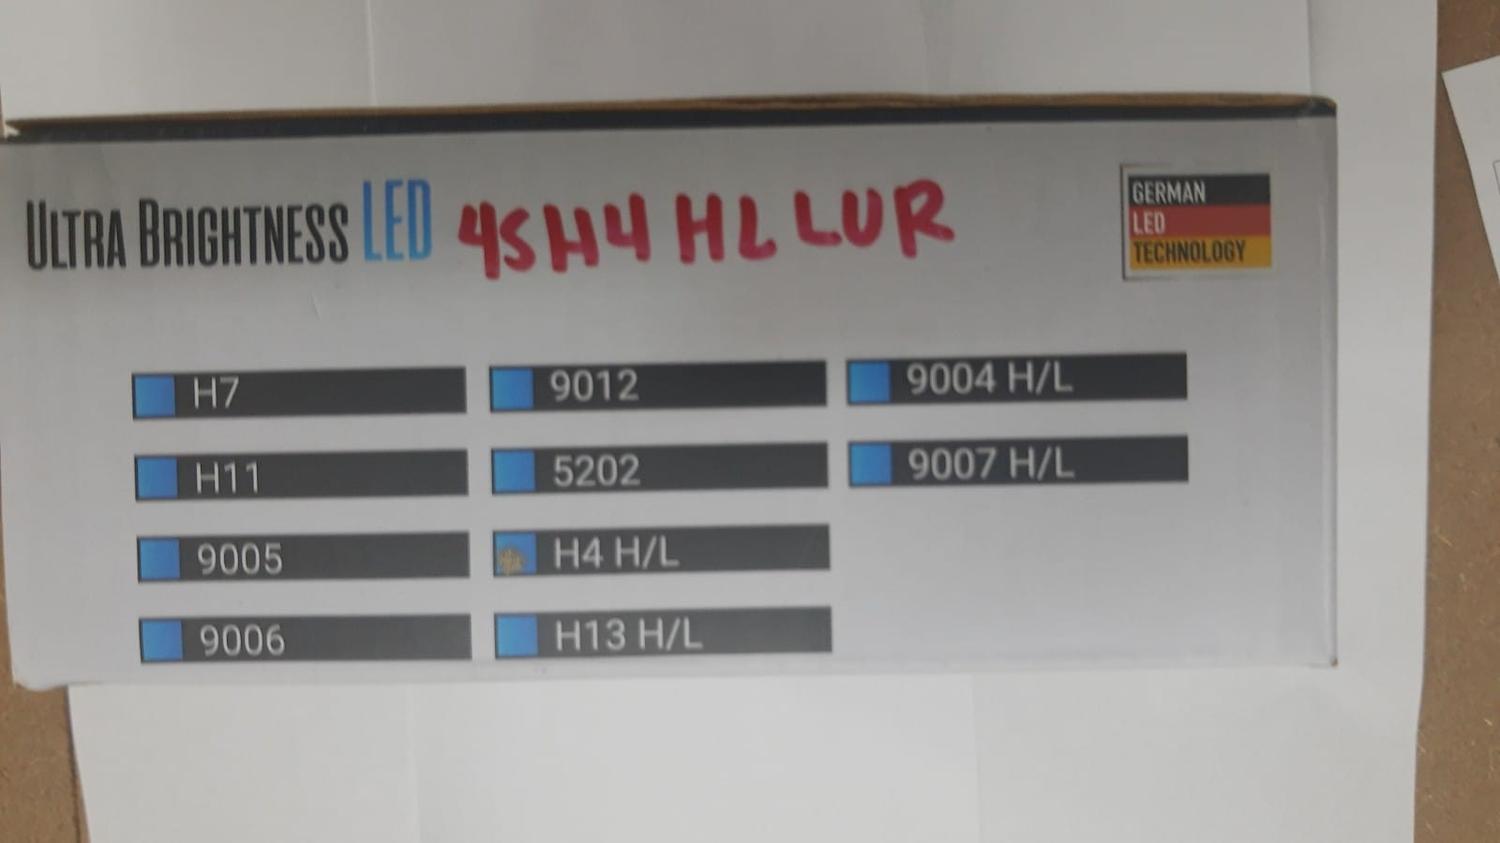 ULTRA BRIGHTNESS LED 4SH4 HL LUR
GERMAN
LED
TECHNOLOGY
H7
H11
9005
9006
9012
5202
H4 H/L
H13 H/L
9004 H/L
9007 H/L